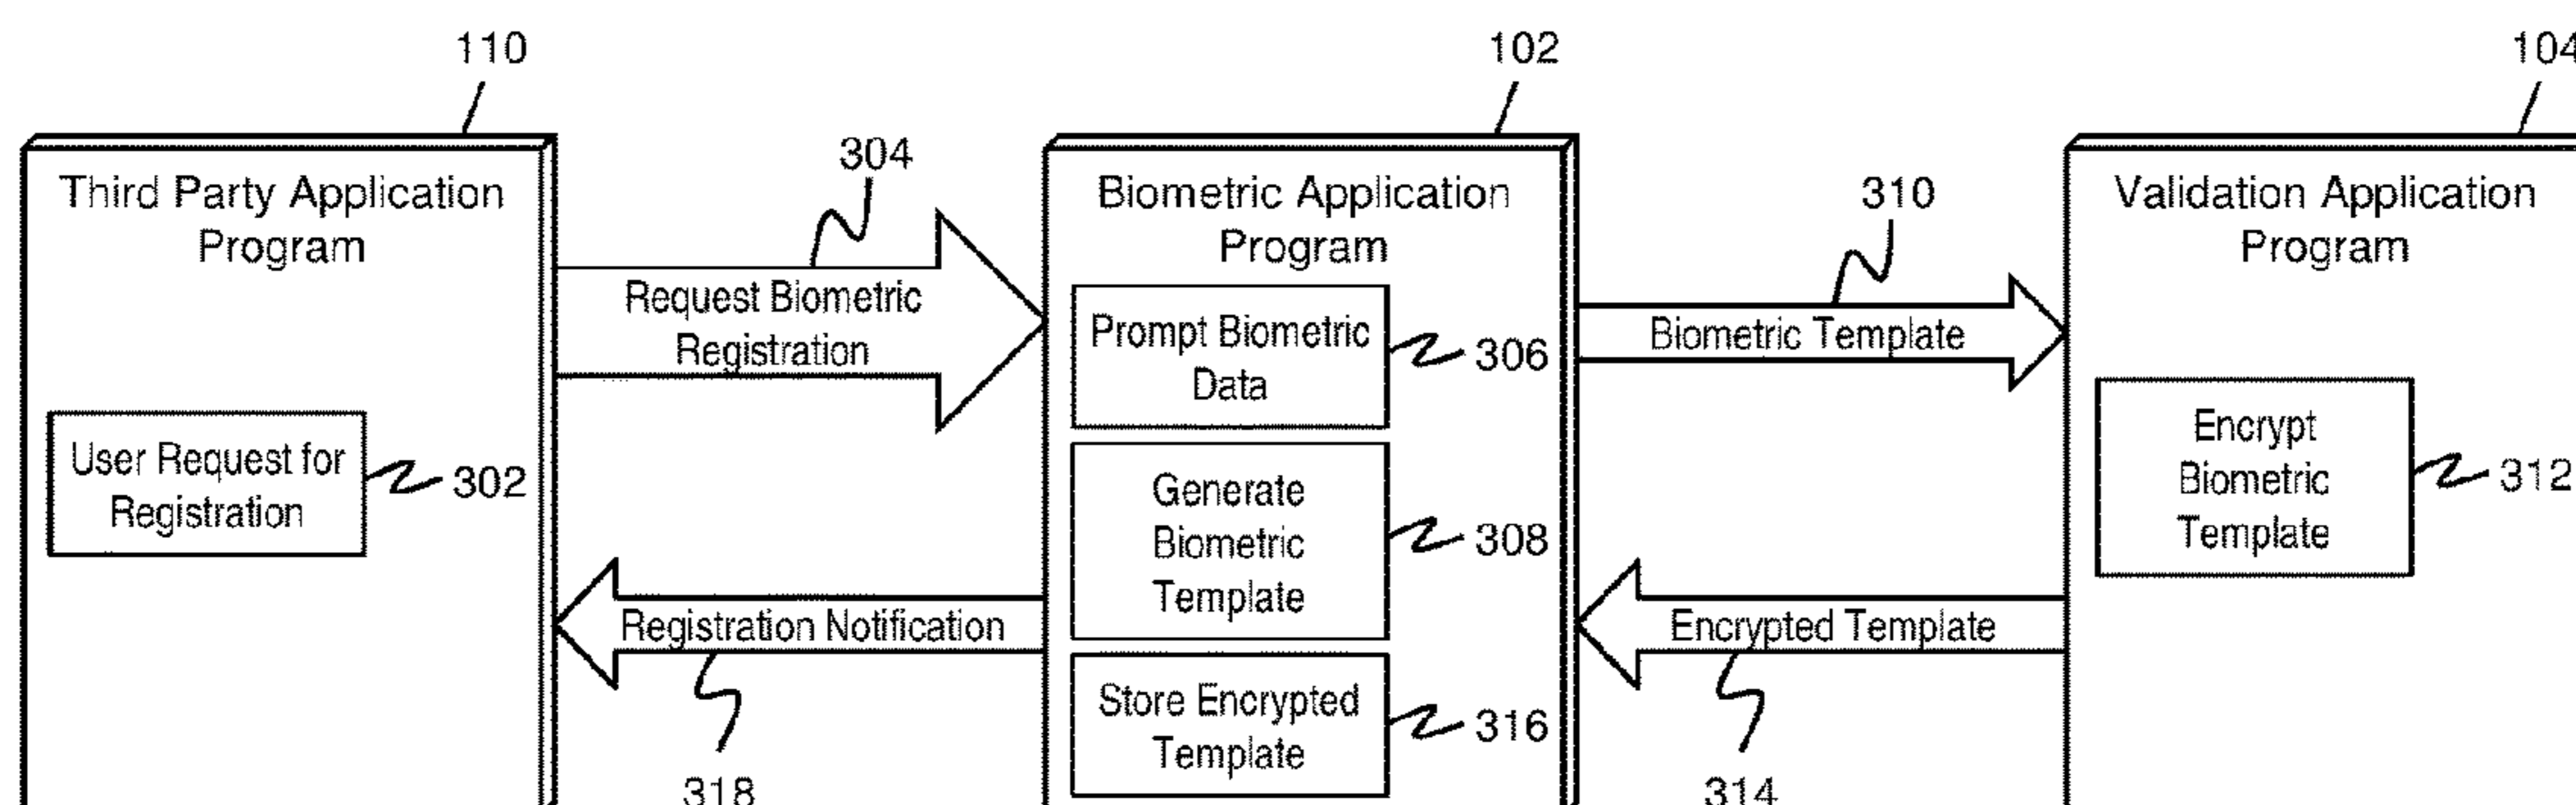 110
102
104
Third Party Application
Program
304
Request Biometric
Registration
User Request for
Registration
302
Registration Notification
318
Biometric Application
Program
Prompt Biometric
Data
306
Generate
Biometric
Template
308
Store Encrypted
Template
316
310
Biometric Template
Encrypted Template
314
Validation Application
Program
Encrypt
Biometric
Template
312